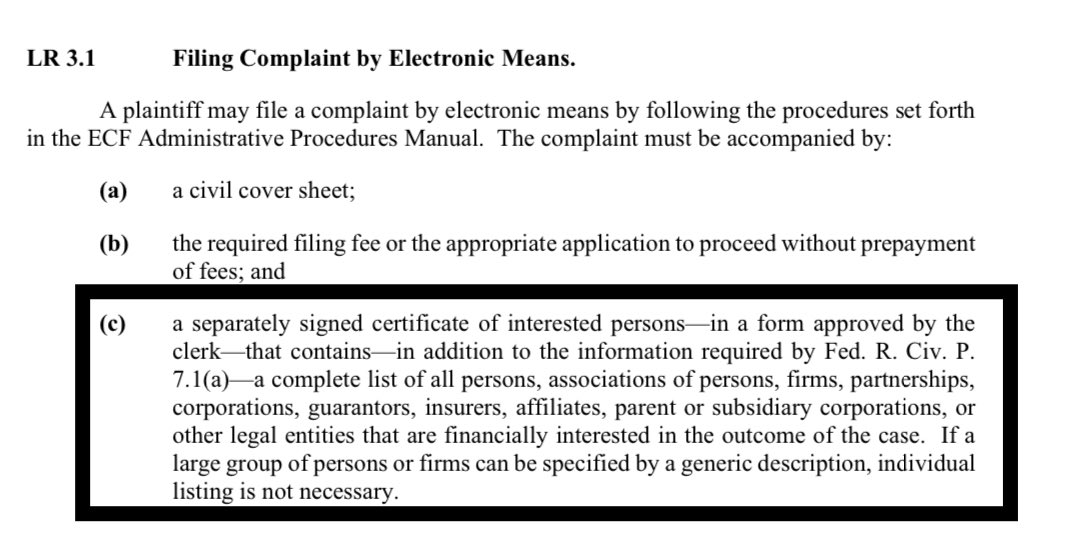 LR 3.1 Filing Complaint by Electronic Means.
A plaintiff may file a complaint by electronic means by following the procedures set forth
in the ECF Administrative Procedures Manual. The complaint must be accompanied by:
(a) a civil cover sheet;
(b) the required filing fee or the appropriate application to proceed without prepayment
of fees; and
(c) a separately signed certificate of interested persons—in a form approved by the
clerk—that contains—in addition to the information required by Fed. R. Civ. P.
7.1(a)—a complete list of all persons, associations of persons, firms, partnerships,
corporations, guarantors, insurers, affiliates, parent or subsidiary corporations, or
other legal entities that are financially interested in the outcome of the case. If a
large group of persons or firms can be specified by a generic description, individual
listing is not necessary.